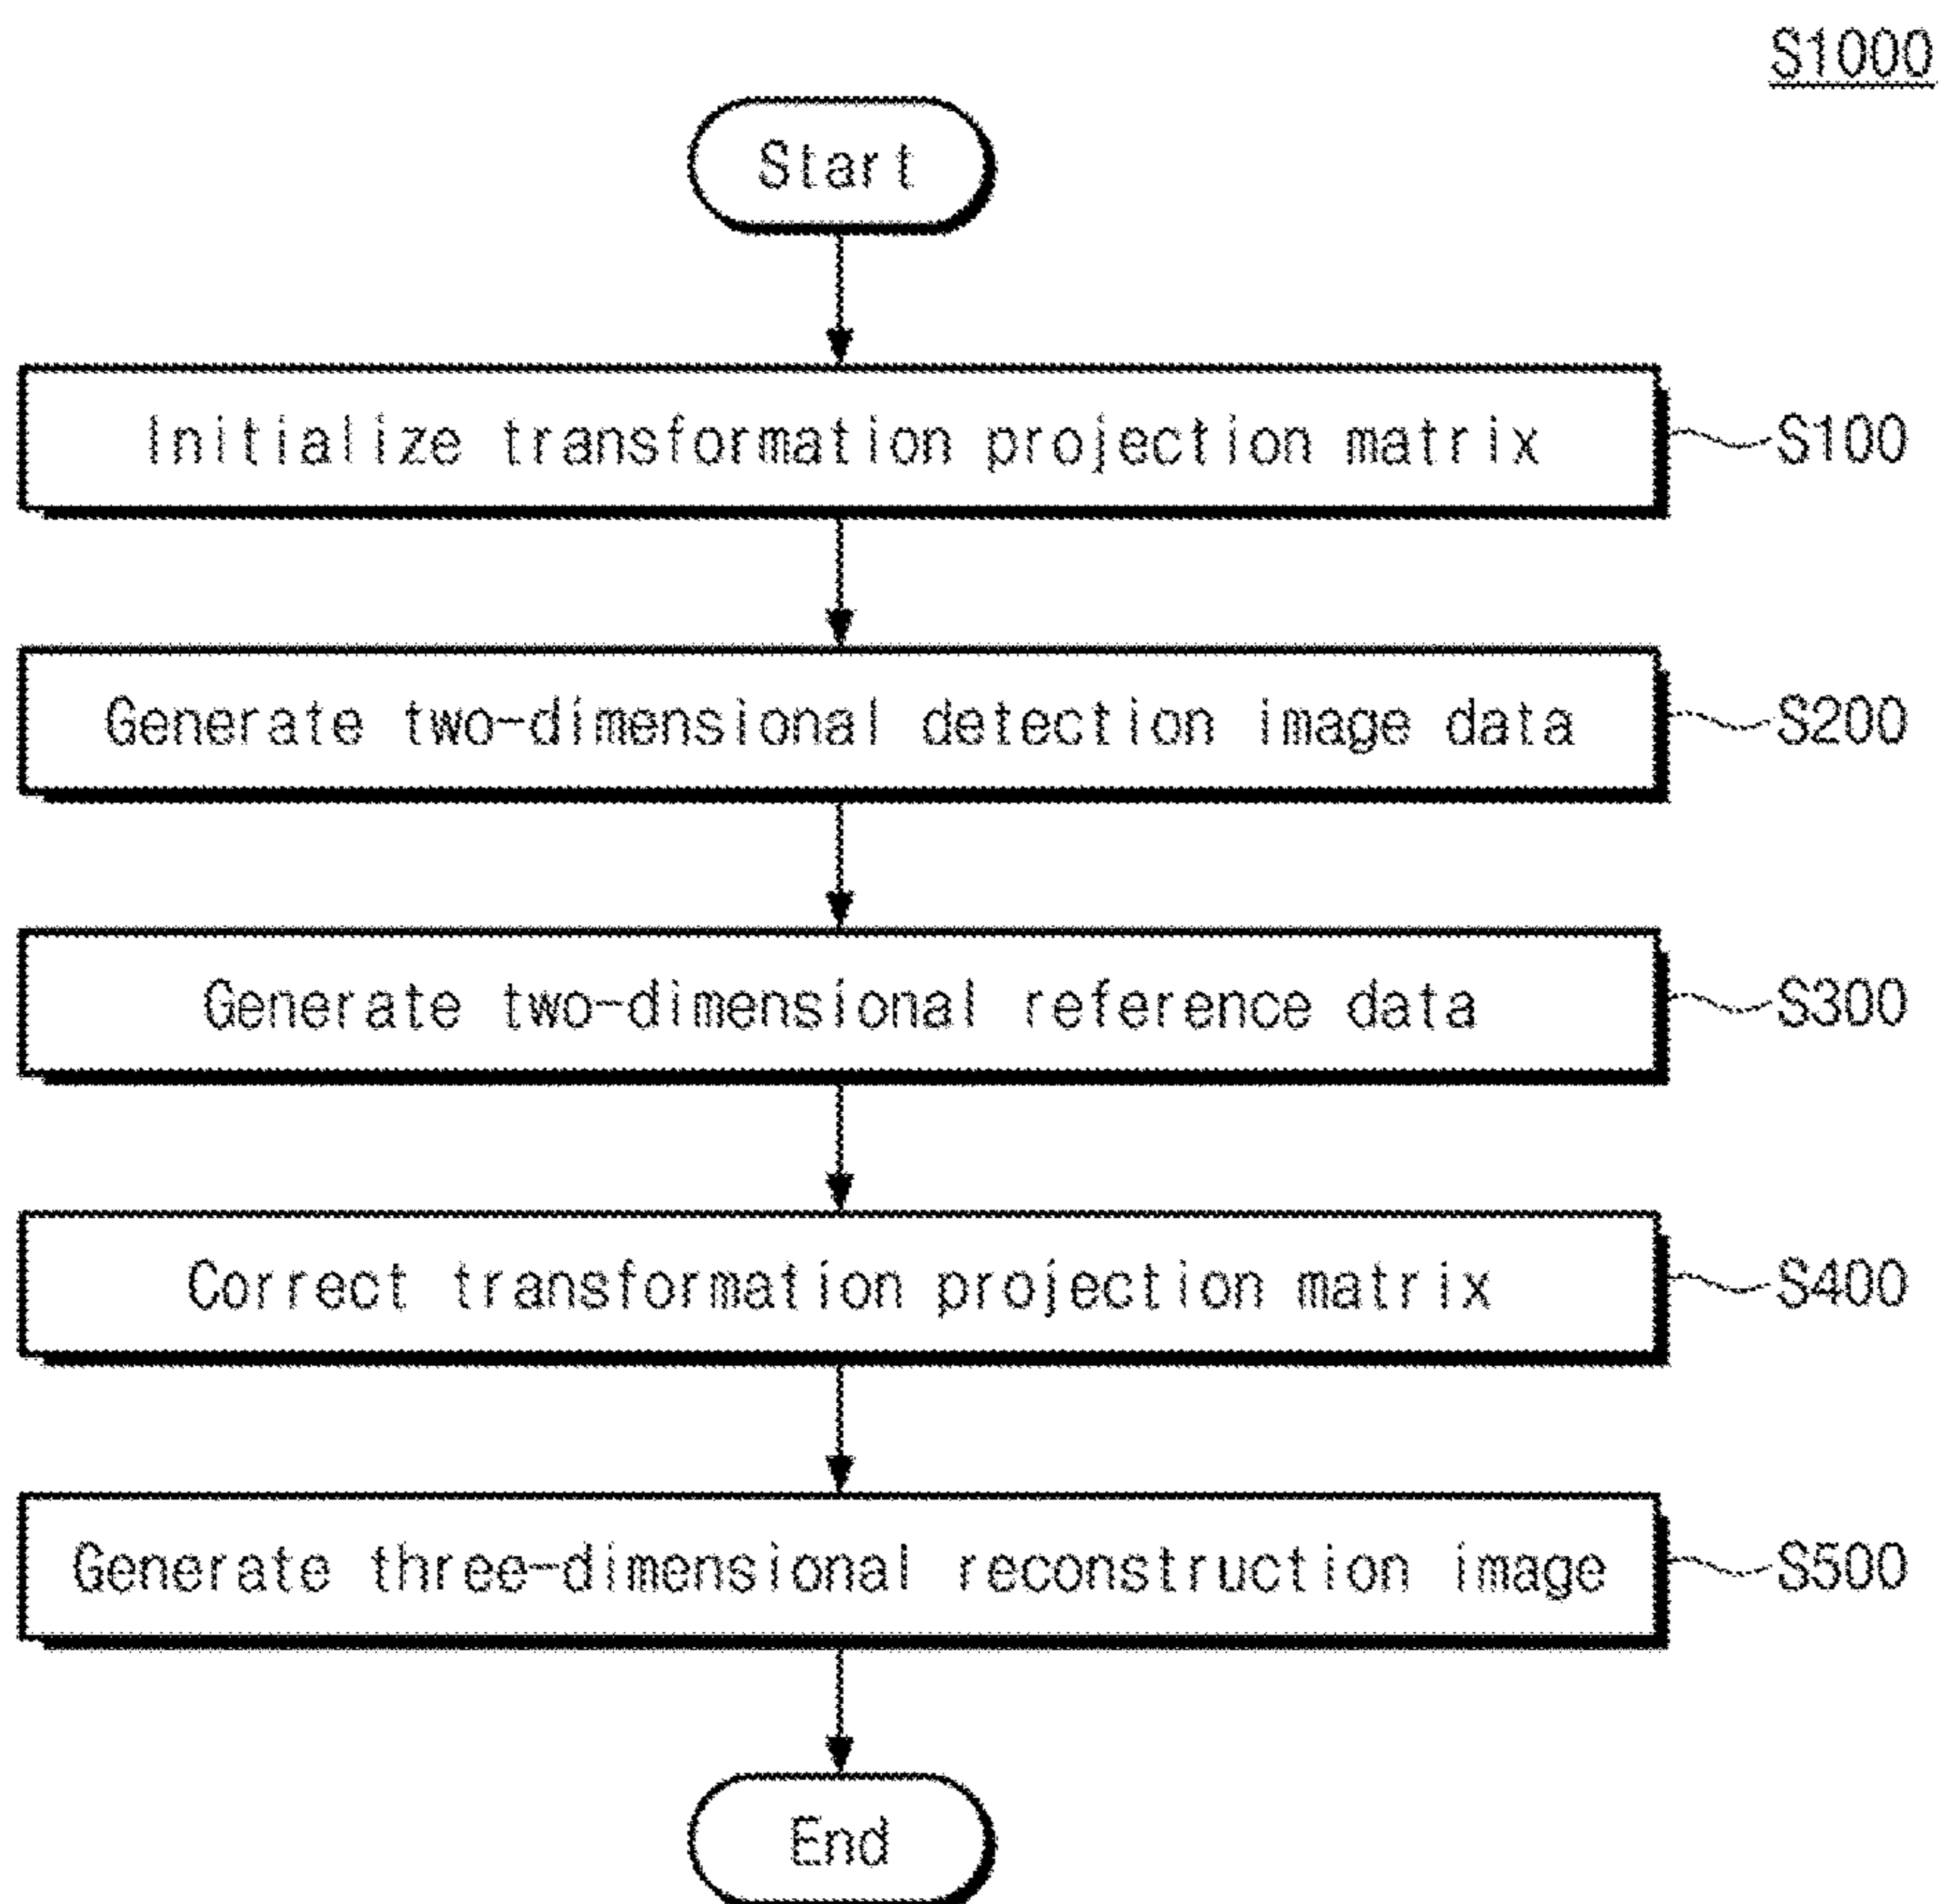 S1000
Start
Initialize transformation projection matrix S100
Generate two-dimensional detection image data S200
Generate two-dimensional reference data S300
Correct transformation projection matrix S400
Generate three-dimensional reconstruction image S500
End